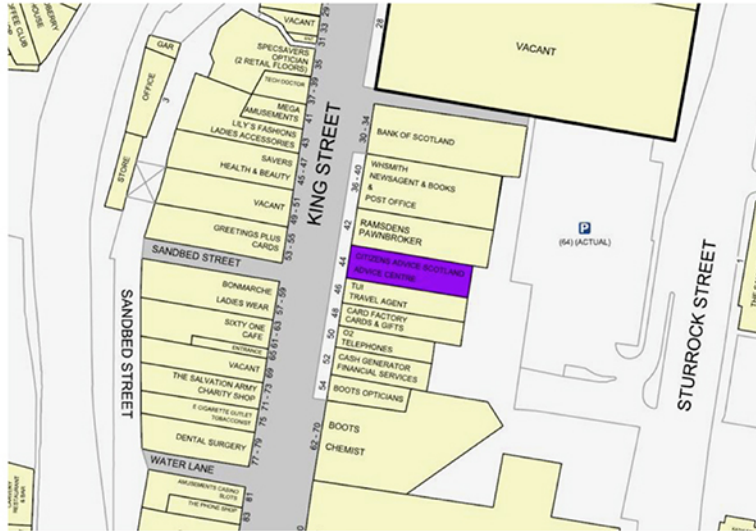 HOUSE
VACANT
29
31 33
28
VACANT
GAR
SPECSAVERS
OPTICIAN
(2 RETAIL FLOORS)
35
TECH DOCTOR
37 - 39
OFFICE
3
STORE
MEGA
AMUSEMENTS
41
LILY'S FASHIONS
LADIES ACCESSORIES
43
SAVERS
HEALTH & BEAUTY
45 - 47
VACANT
49 - 51
GREETINGS PLUS
CARDS
53 - 55
KING STREET
30 - 34
BANK OF SCOTLAND
36 - 40
WHSMITH
NEWSAGENT & BOOKS
&
POST OFFICE
42
RAMSDENS
PAWNBROKER
44
CITIZENS ADVICE SCOTLAND
ADVICE CENTRE
46
TUI
TRAVEL AGENT
48
CARD FACTORY
CARDS & GIFTS
50
O2
TELEPHONES
52
CASH GENERATOR
FINANCIAL SERVICES
54
BOOTS OPTICIANS
62 - 70
BOOTS
CHEMIST
P
(64) (ACTUAL)
STURROCK STREET
1
SANDBED STREET
SANDBED STREET
BONMARCHE
LADIES WEAR
57 - 59
SIXTY ONE
CAFE
61 - 63
ENTRANCE
65
VACANT
69
THE SALVATION ARMY
CHARITY SHOP
71 - 73
E CIGARETTE OUTLET
TOBACCONIST
75
DENTAL SURGERY
77 - 79
WATER LANE
AMUSEMENTS CASINO
SLOTS
81
THE PHONE SHOP
83
RESTAURANT
& BAR